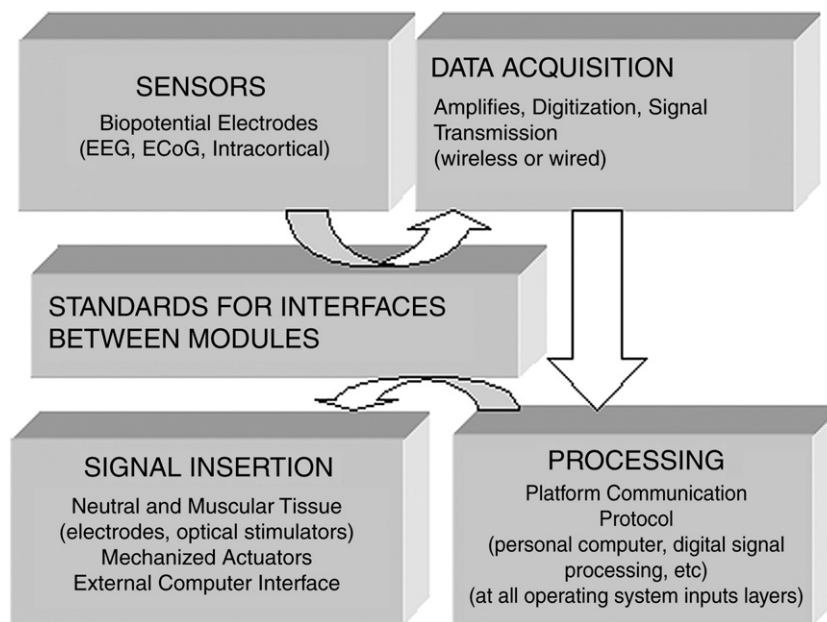 SENSORS
Biopotential Electrodes
(EEG, ECoG, Intracortical)
DATA ACQUISITION
Amplifies, Digitization, Signal
Transmission
(wireless or wired)
STANDARDS FOR INTERFACES
BETWEEN MODULES
SIGNAL INSERTION
Neutral and Muscular Tissue
(electrodes, optical stimulators)
Mechanized Actuators
External Computer Interface
PROCESSING
Platform Communication
Protocol
(personal computer, digital signal
processing, etc)
(at all operating system inputs layers)